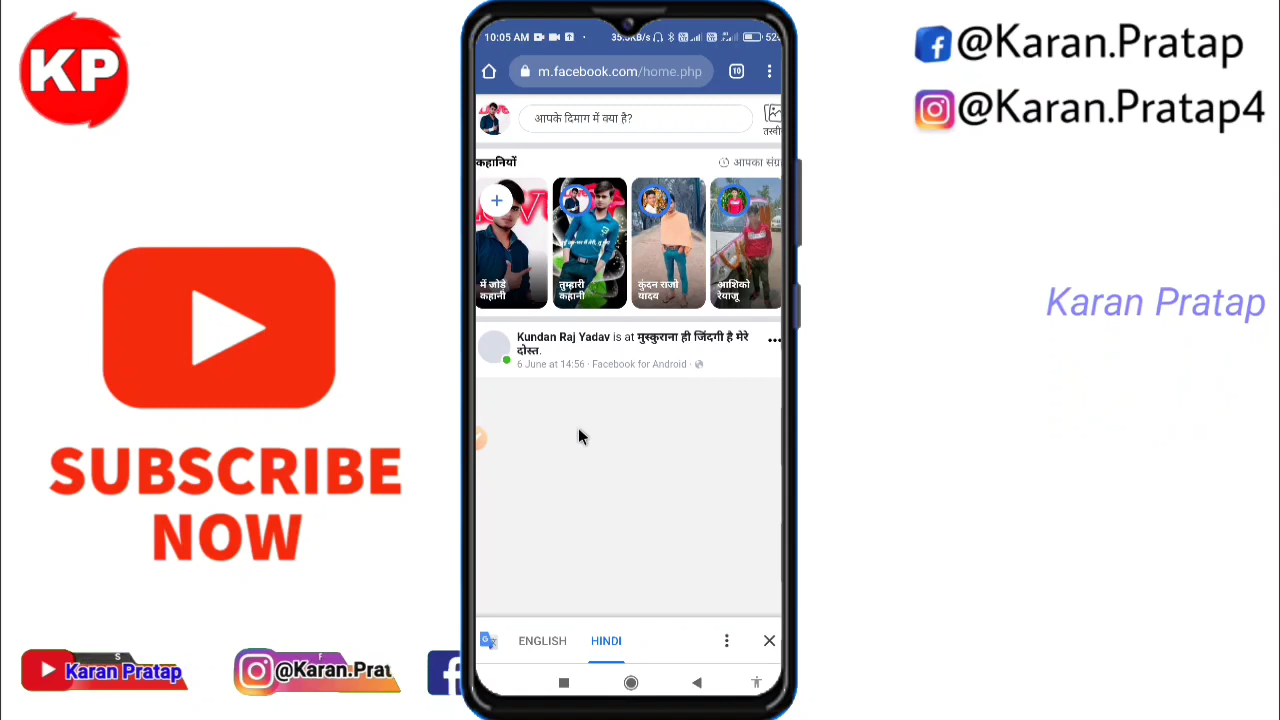 KP
SUBSCRIBE
NOW
Karan Pratap
@Karan.Prat
10:05 AM
m.facebook.com/home.php
10
आपके दिमाग में क्या है?
कहानियों
आपका संग्र
में जोड़ें
कहानी
तुम्हारी
कहानी
कुंदन राजो
यादव
आशिको
रेयाजू
Kundan Raj Yadav is at मुस्कुराना ही जिंदगी है मेरे
दोस्त.
6 June at 14:56 · Facebook for Android ·
ENGLISH
HINDI
@Karan.Pratap
@Karan.Pratap4
Karan Pratap